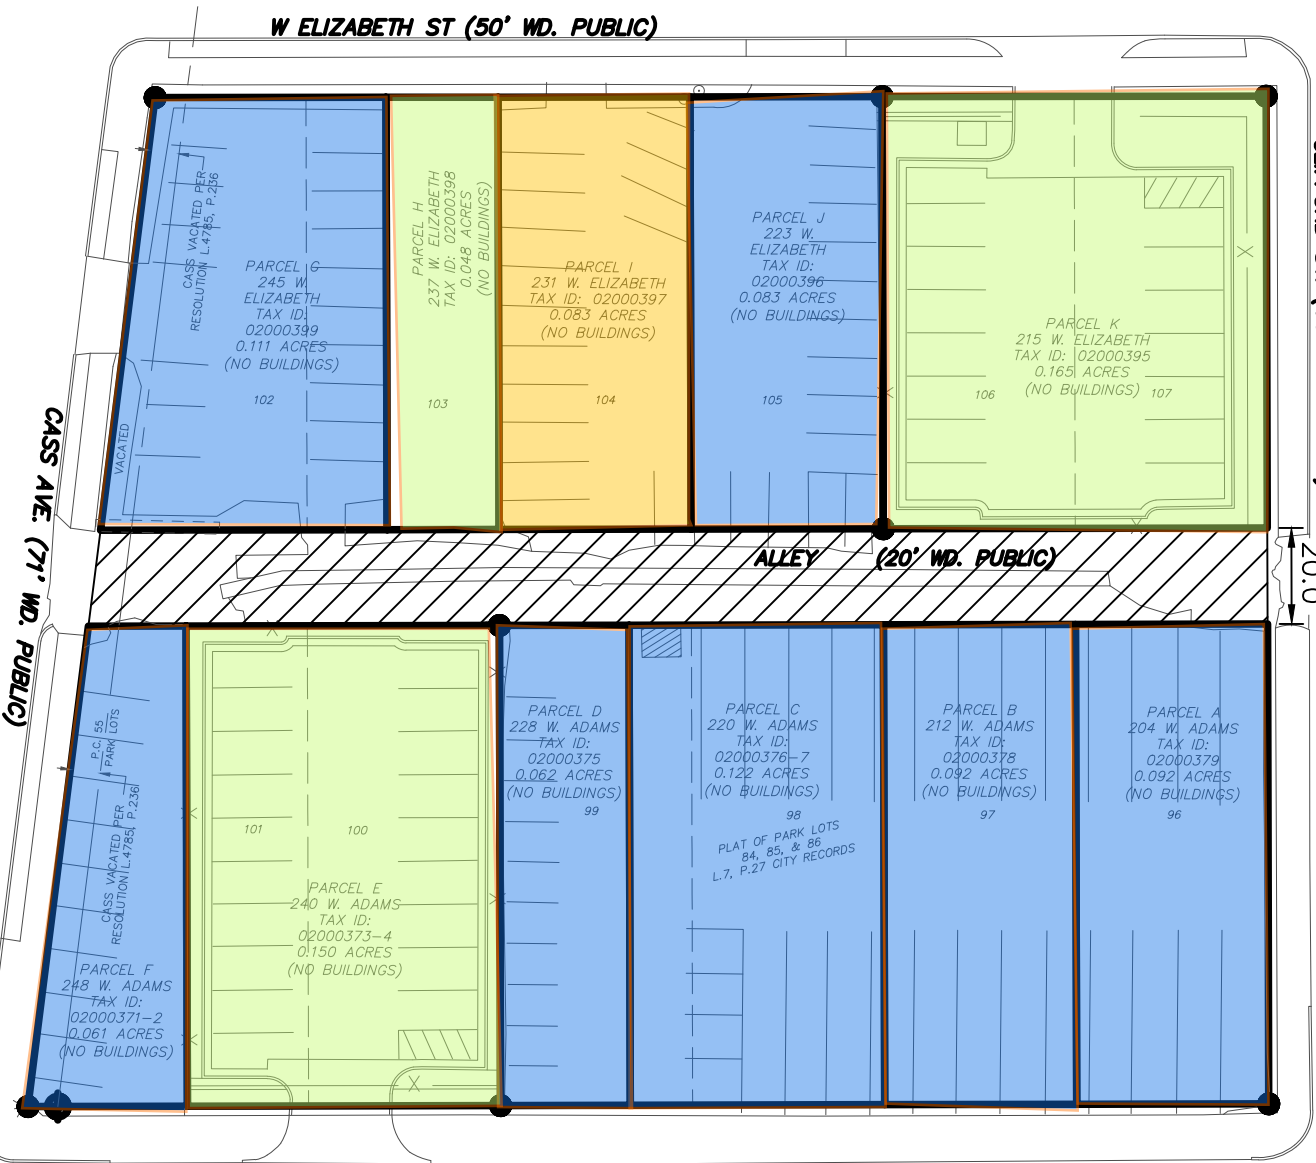 W ELIZABETH ST (50' WD. PUBLIC)
CASS VACATED PER
RESOLUTION L.4785, P.236
PARCEL G
245 W.
ELIZABETH
TAX ID:
02000399
0.111 ACRES
(NO BUILDINGS)
102
VACATED
PARCEL H
237 W. ELIZABETH
TAX ID: 02000398
0.048 ACRES
(NO BUILDINGS)
103
PARCEL I
231 W. ELIZABETH
TAX ID: 02000397
0.083 ACRES
(NO BUILDINGS)
104
PARCEL J
223 W.
ELIZABETH
TAX ID:
02000396
0.083 ACRES
(NO BUILDINGS)
105
PARCEL K
215 W. ELIZABETH
TAX ID: 02000395
0.165 ACRES
(NO BUILDINGS)
106
107
CASS AVE. (71' WD. PUBLIC)
ALLEY (20' WD. PUBLIC)
20.0
P.C. 55
PARK LOTS
CASS VACATED PER
RESOLUTION L.4785, P.236
PARCEL F
248 W. ADAMS
TAX ID:
02000371-2
0.061 ACRES
(NO BUILDINGS)
101
100
PARCEL E
240 W. ADAMS
TAX ID:
02000373-4
0.150 ACRES
(NO BUILDINGS)
PARCEL D
228 W. ADAMS
TAX ID:
02000375
0.062 ACRES
(NO BUILDINGS)
99
PARCEL C
220 W. ADAMS
TAX ID:
02000376-7
0.122 ACRES
(NO BUILDINGS)
98
PLAT OF PARK LOTS
84, 85, & 86
L.7, P.27 CITY RECORDS
PARCEL B
212 W. ADAMS
TAX ID:
02000378
0.092 ACRES
(NO BUILDINGS)
97
PARCEL A
204 W. ADAMS
TAX ID:
02000379
0.092 ACRES
(NO BUILDINGS)
96